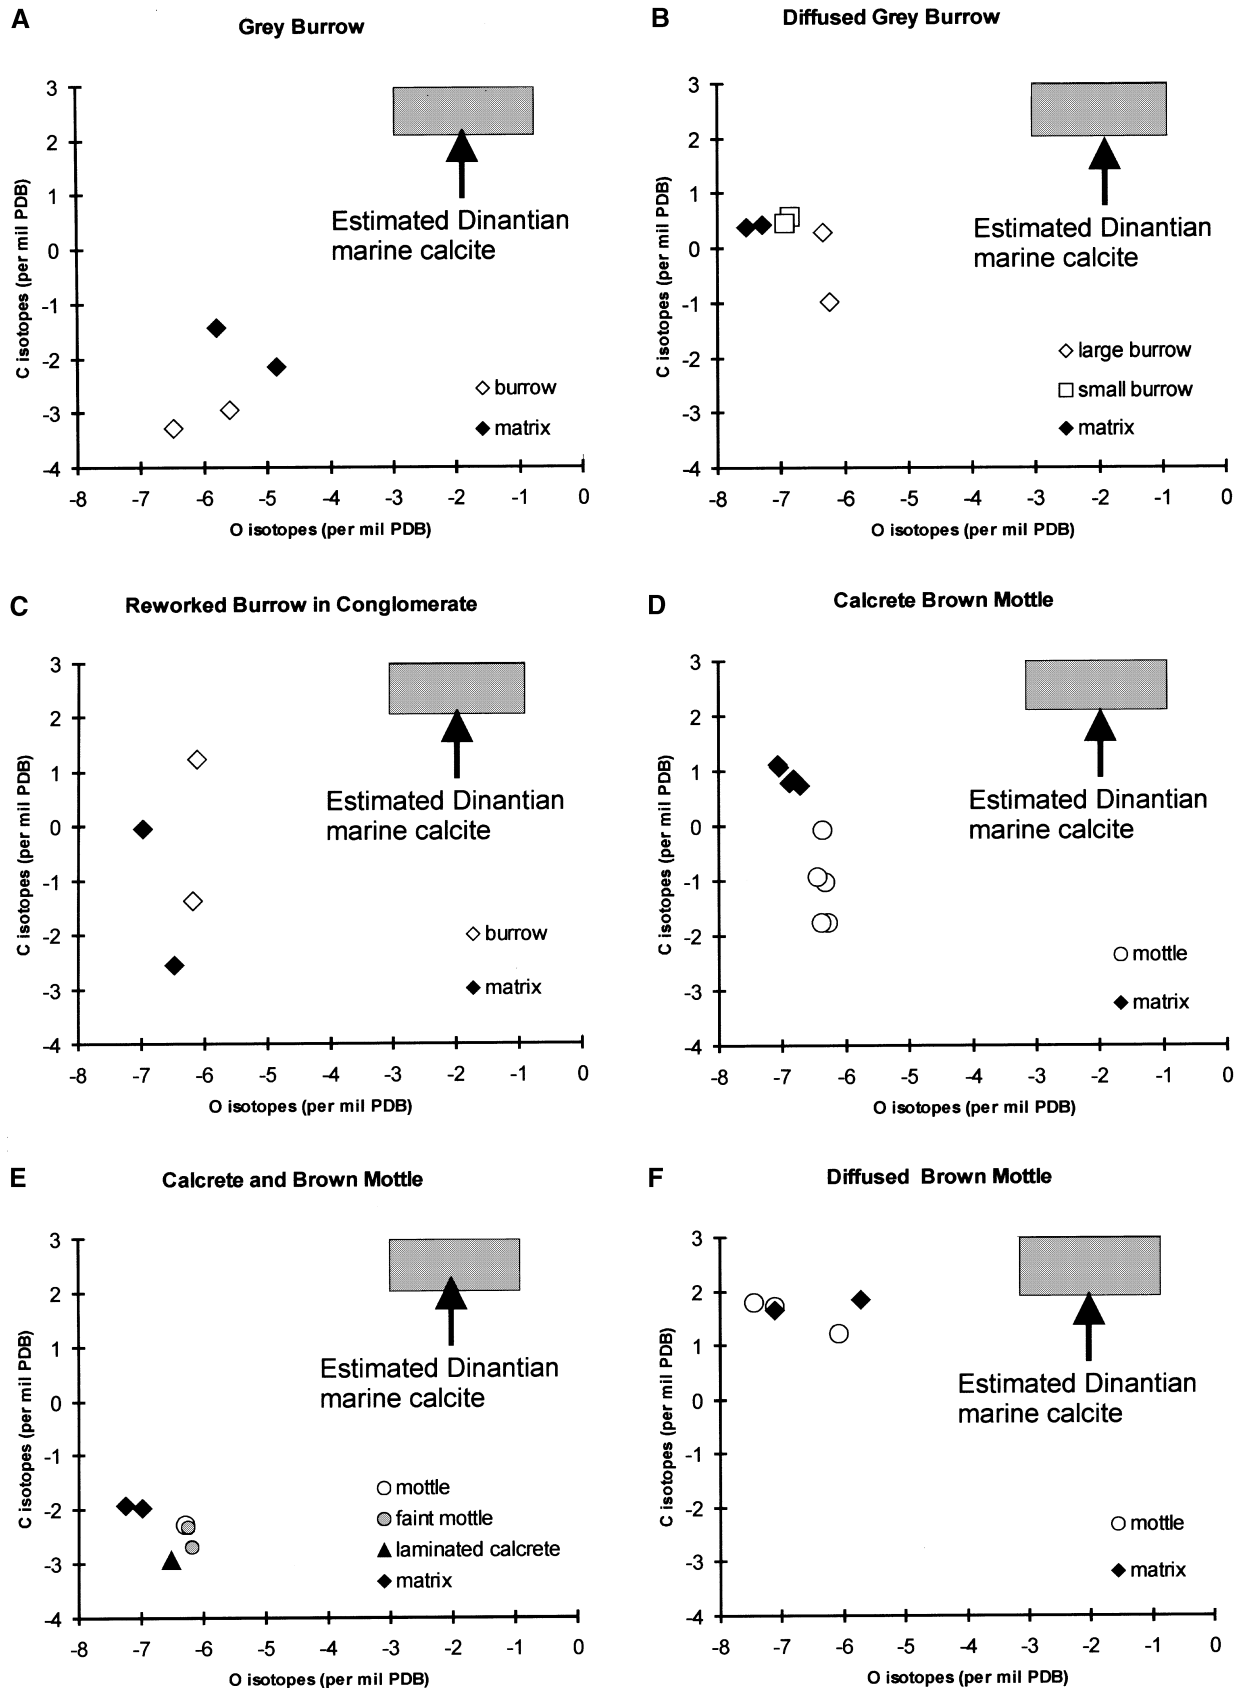 A
Grey Burrow
3
2
1
0
-1
-2
-3
-4
C isotopes (per mil PDB)
Estimated Dinantian
marine calcite
burrow
matrix
-8 -7 -6 -5 -4 -3 -2 -1 0
O isotopes (per mil PDB)
B
Diffused Grey Burrow
3
2
1
0
-1
-2
-3
-4
C isotopes (per mil PDB)
Estimated Dinantian
marine calcite
large burrow
small burrow
matrix
-8 -7 -6 -5 -4 -3 -2 -1 0
O isotopes (per mil PDB)
C
Reworked Burrow in Conglomerate
3
2
1
0
-1
-2
-3
-4
C isotopes (per mil PDB)
Estimated Dinantian
marine calcite
burrow
matrix
-8 -7 -6 -5 -4 -3 -2 -1 0
O isotopes (per mil PDB)
D
Calcrete Brown Mottle
3
2
1
0
-1
-2
-3
-4
C isotopes (per mil PDB)
Estimated Dinantian
marine calcite
mottle
matrix
-8 -7 -6 -5 -4 -3 -2 -1 0
O isotopes (per mil PDB)
E
Calcrete and Brown Mottle
3
2
1
0
-1
-2
-3
-4
C isotopes (per mil PDB)
Estimated Dinantian
marine calcite
mottle
faint mottle
laminated calcrete
matrix
-8 -7 -6 -5 -4 -3 -2 -1 0
O isotopes (per mil PDB)
F
Diffused Brown Mottle
3
2
1
0
-1
-2
-3
-4
C isotopes (per mil PDB)
Estimated Dinantian
marine calcite
mottle
matrix
-8 -7 -6 -5 -4 -3 -2 -1 0
O isotopes (per mil PDB)